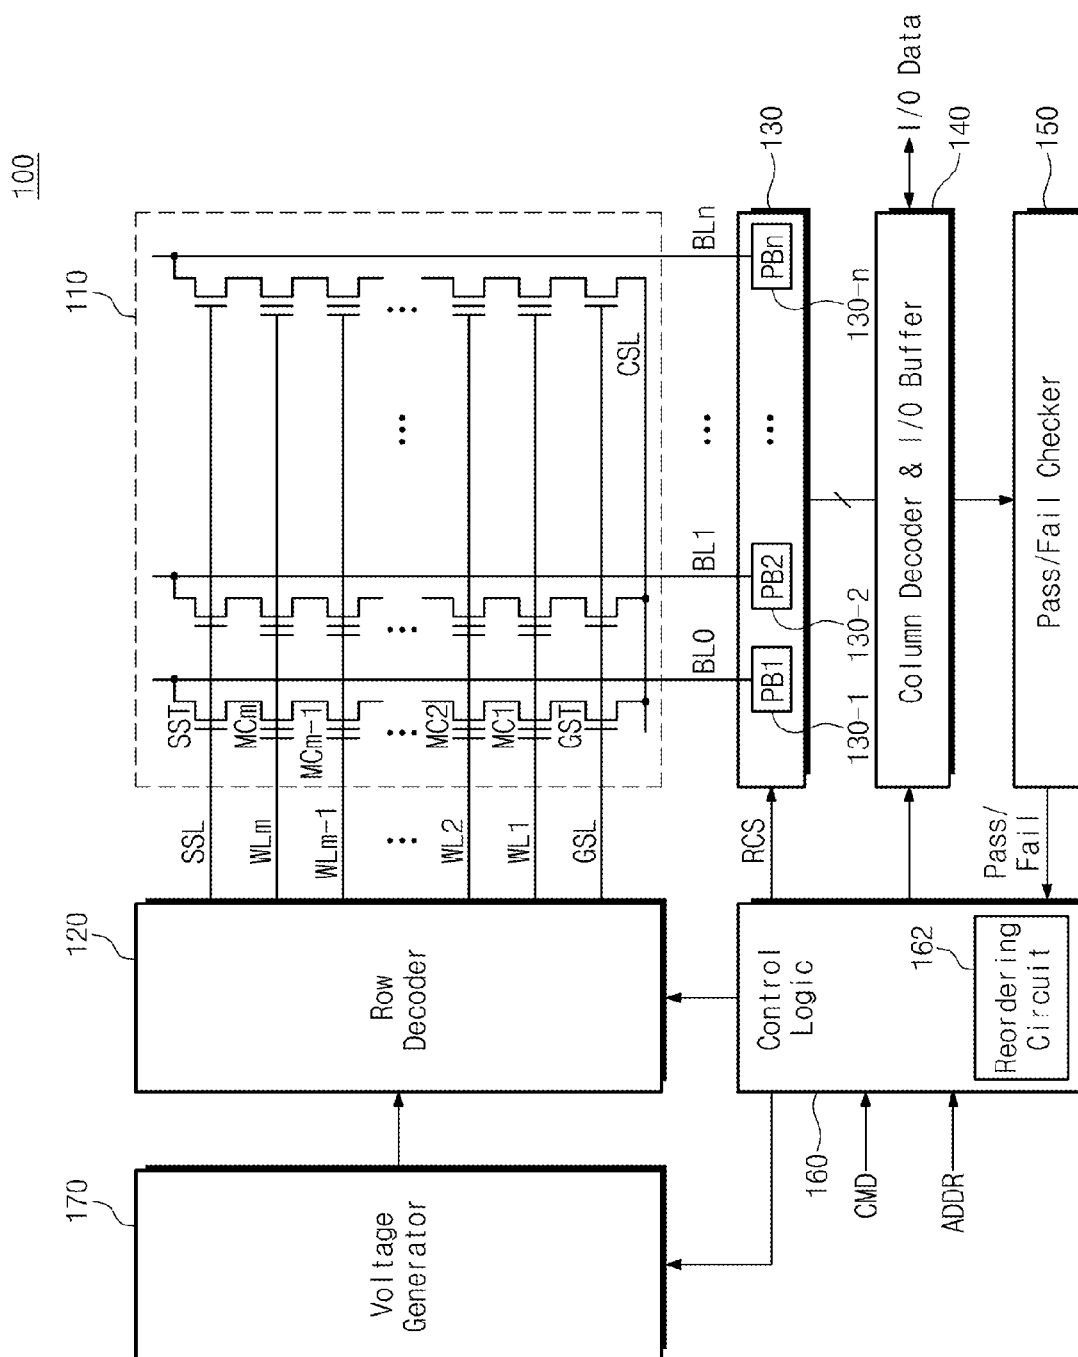 100
110
120
170
Voltage
Generator
Row
Decoder
SSL
WLm
WLm-1
...
WL2
WL1
GSL
SST
MCm
MCm-1
...
MC2
MC1
GST
...
...
...
CSL
BL0
BL1
...
BLn
130
PB1
PB2
...
PBn
130-1
130-2
130-n
RCS
Control
Logic
160
162
Reordering
Circuit
CMD
ADDR
Column Decoder & I/O Buffer
140
I/O Data
Pass/Fail Checker
150
Pass/
Fail